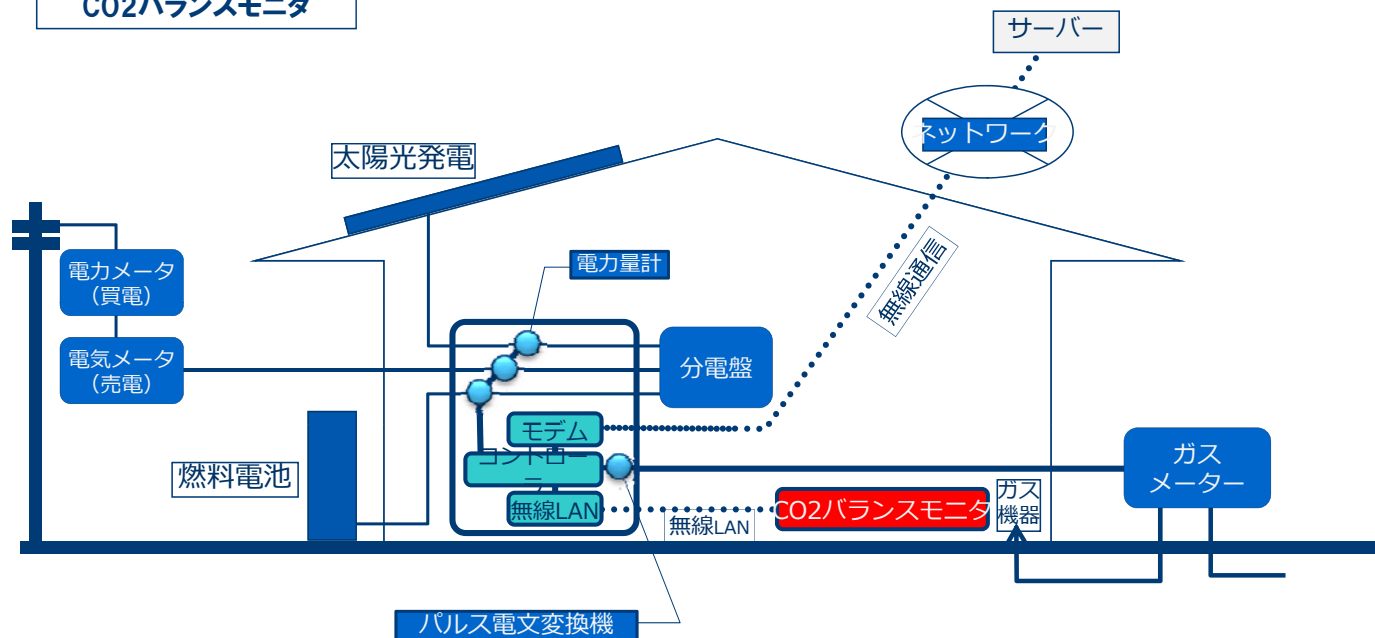 CO2バランスモニタ
サーバー
ネットワーク
太陽光発電
無線通信
電力量計
電力メータ
（買電）
電気メータ
（売電）
分電盤
モデム
コントロー
ラ
燃料電池
無線LAN
無線LAN
CO2バランスモニタ
ガス
機器
ガス
メーター
パルス電文変換機